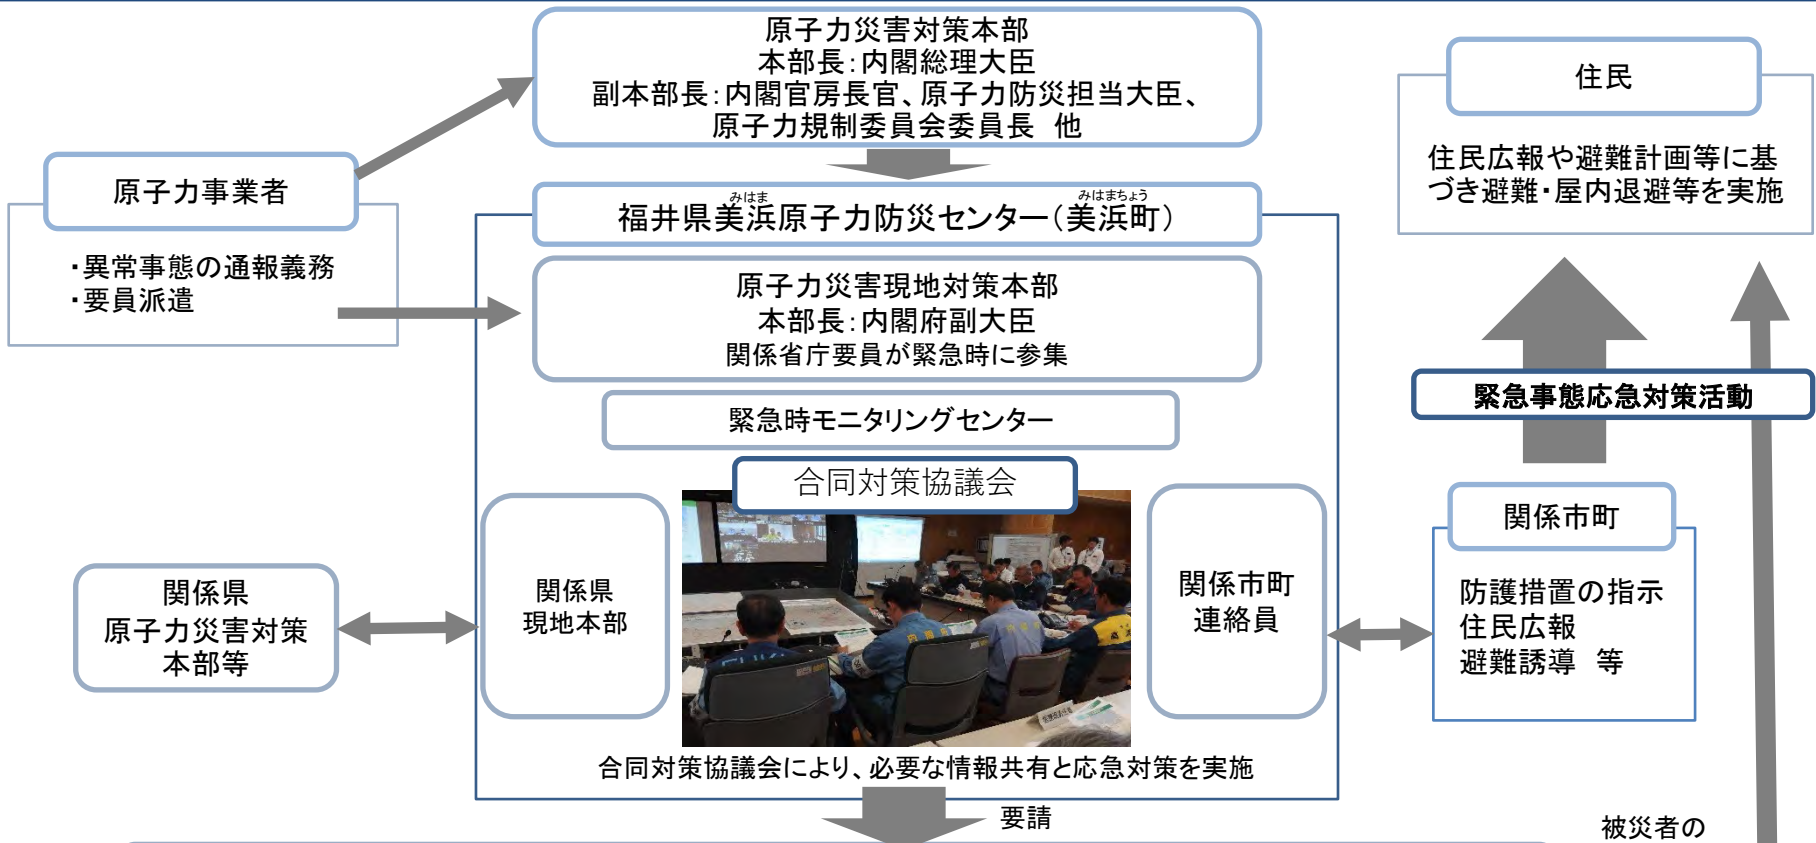 原子力災害対策本部
本部長：内閣総理大臣
副本部長：内閣官房長官、原子力防災担当大臣、
原子力規制委員会委員長　他
住民
住民広報や避難計画等に基
づき避難・屋内退避等を実施
原子力事業者
・異常事態の通報義務
・要員派遣
みはま　みはまちょう
福井県美浜原子力防災センター（美浜町）
原子力災害現地対策本部
本部長：内閣府副大臣
関係省庁要員が緊急時に参集
緊急時モニタリングセンター
緊急事態応急対策活動
合同対策協議会
関係県
原子力災害対策
本部等
関係県
現地本部
関係市町
連絡員
関係市町
防護措置の指示
住民広報
避難誘導　等
合同対策協議会により、必要な情報共有と応急対策を実施
要請
被災者の